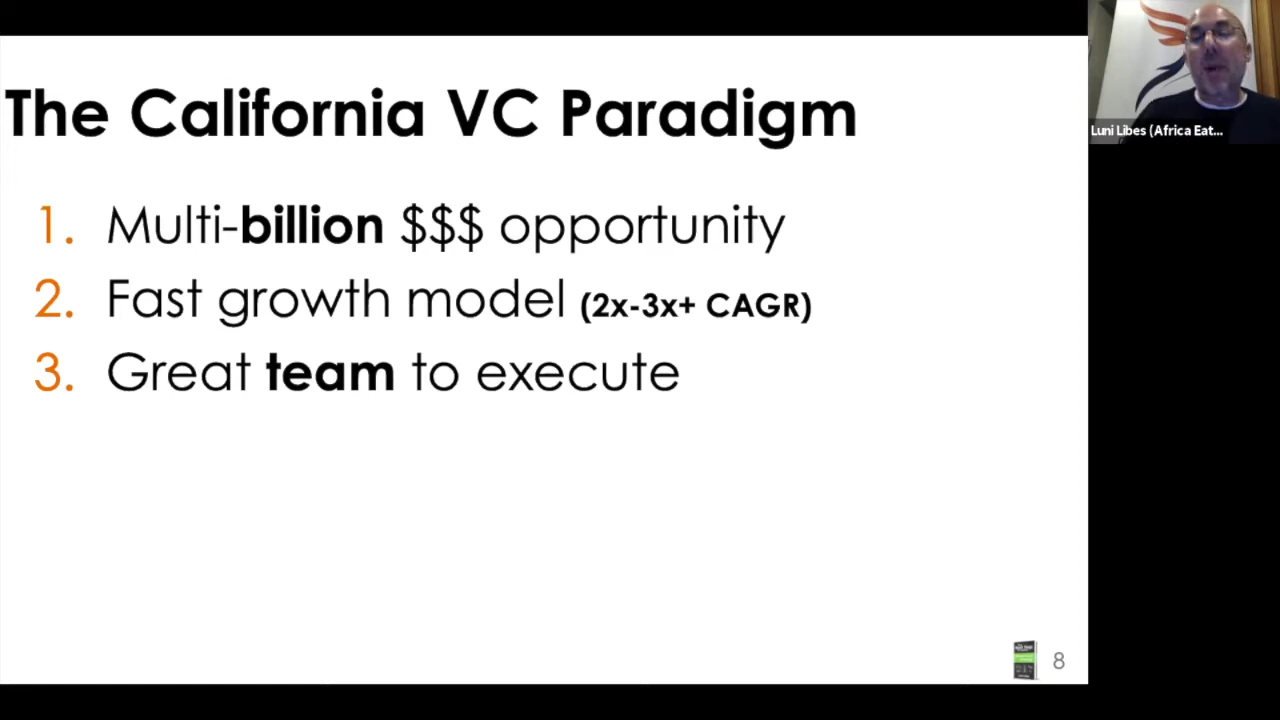 The California VC Paradigm
1. Multi-billion $$$ opportunity
2. Fast growth model (2x-3x+ CAGR)
3. Great team to execute
8
Luni Libes (Africa Eat...